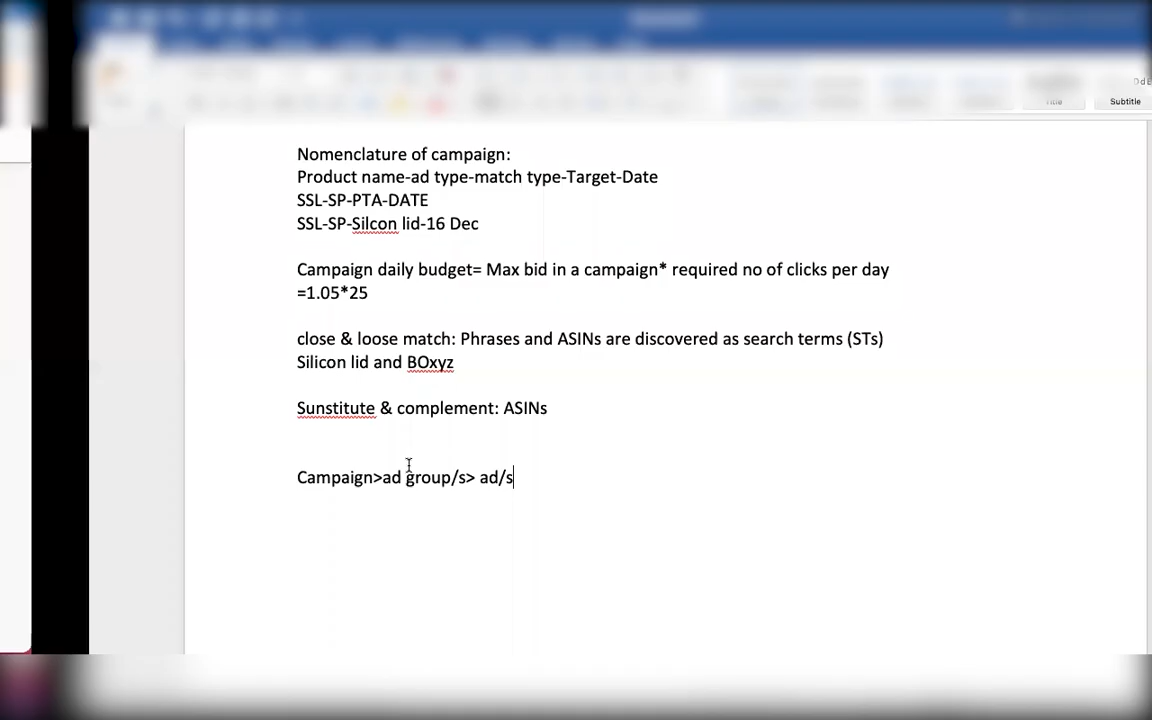 Title
Subtitle
Nomenclature of campaign:
Product name-ad type-match type-Target-Date
SSL-SP-PTA-DATE
SSL-SP-Silcon lid-16 Dec
Campaign daily budget= Max bid in a campaign* required no of clicks per day
=1.05*25
close & loose match: Phrases and ASINs are discovered as search terms (STs)
Silicon lid and BOxyz
Sunstitute & complement: ASINs
Campaign>ad group/s> ad/s